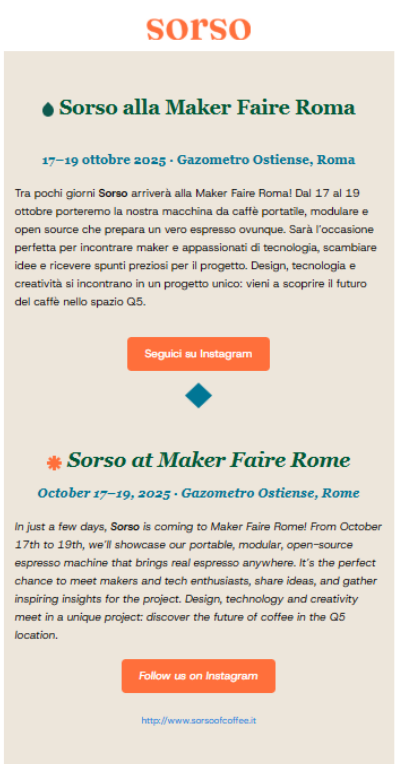 sorso
Sorso alla Maker Faire Roma
17–19 ottobre 2025 · Gazometro Ostiense, Roma
Tra pochi giorni Sorso arriverà alla Maker Faire Roma! Dal 17 al 19
ottobre porteremo la nostra macchina da caffè portatile, modulare e
open source che prepara un vero espresso ovunque. Sarà l'occasione
perfetta per incontrare maker e appassionati di tecnologia, scambiare
idee e ricevere spunti preziosi per il progetto. Design, tecnologia e
creatività si incontrano in un progetto unico: vieni a scoprire il futuro
del caffè nello spazio Q5.
Seguici su Instagram
Sorso at Maker Faire Rome
October 17–19, 2025 · Gazometro Ostiense, Rome
In just a few days, Sorso is coming to Maker Faire Rome! From October
17th to 19th, we'll showcase our portable, modular, open-source
espresso machine that brings real espresso anywhere. It's the perfect
chance to meet makers and tech enthusiasts, share ideas, and gather
inspiring insights for the project. Design, technology and creativity
meet in a unique project: discover the future of coffee in the Q5
location.
Follow us on Instagram
http://www.sorsoofcoffee.it